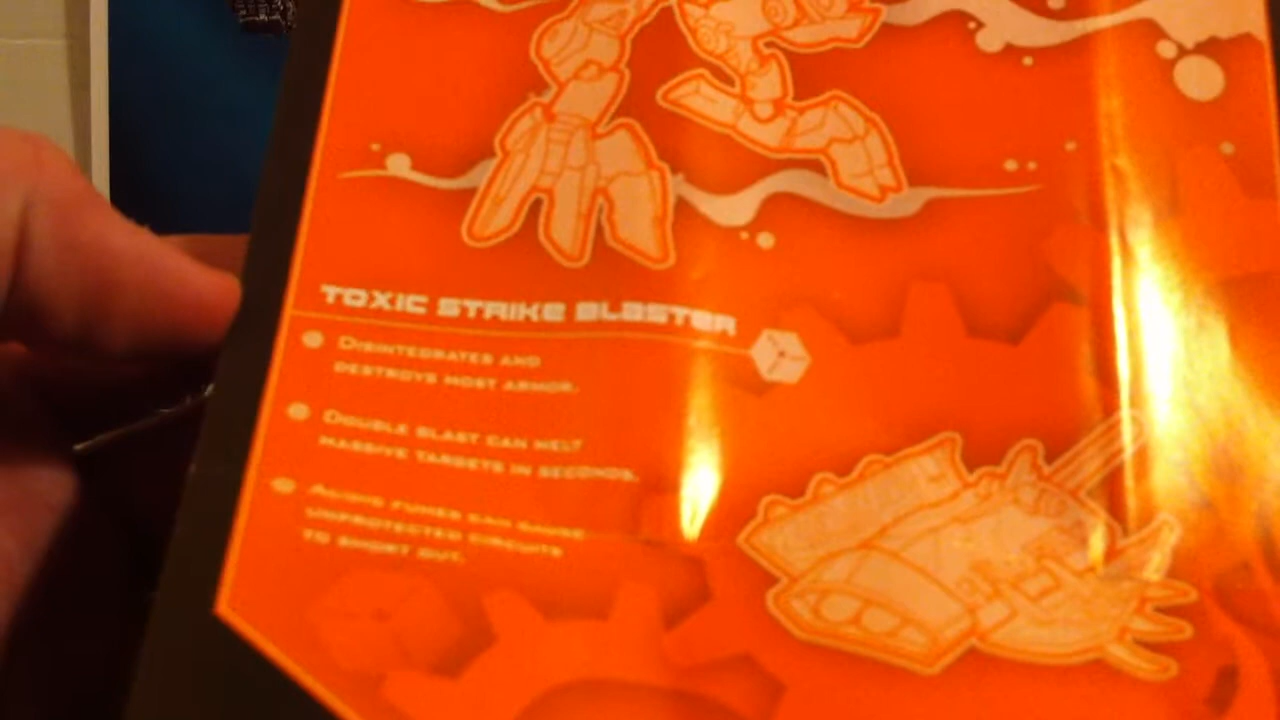 TOXIC STRIKE BLASTER
DISINTEGRATES AND
DESTROYS MOST ARMOR.
DOUBLE BLAST CAN MELT
MASSIVE TARGETS IN SECONDS.
ACIDIC FUMES CAN CAUSE
UNPROTECTED CIRCUITS
TO SHORT OUT.